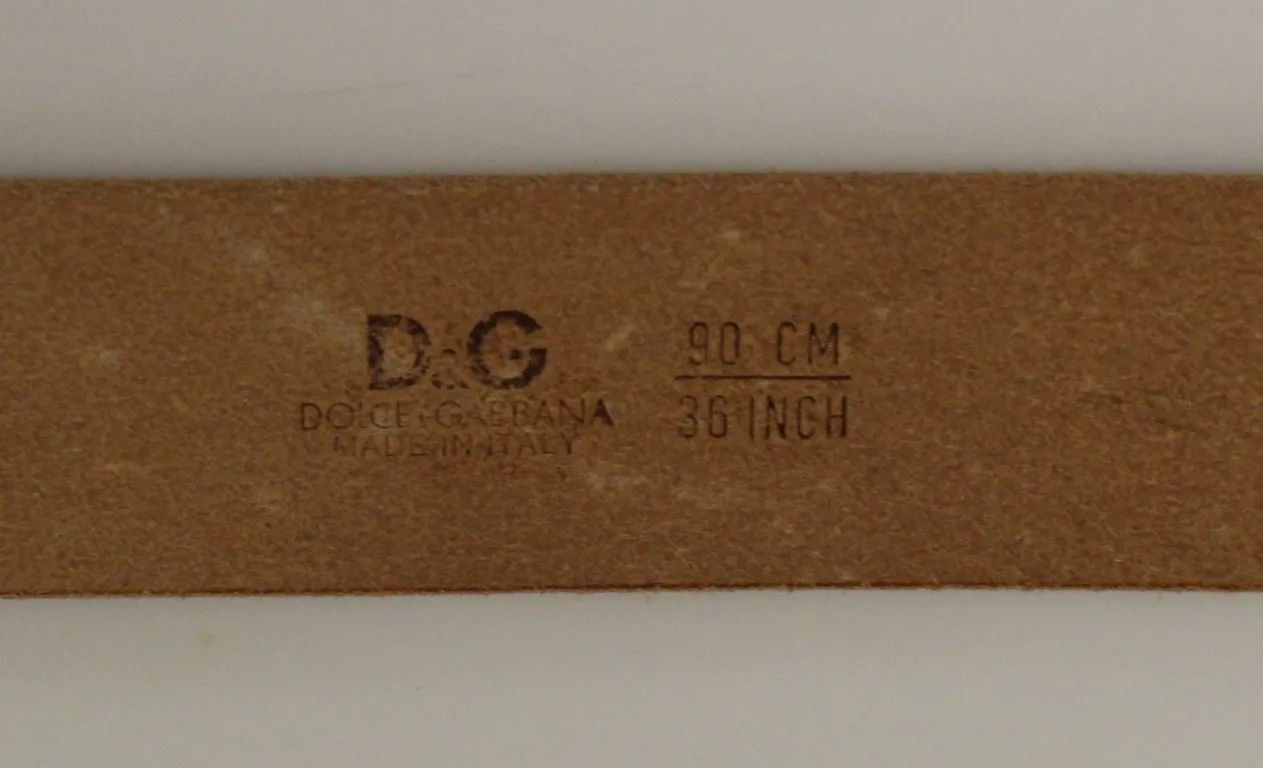 D&G
DOLCE & GABBANA
MADE IN ITALY
90 CM
36 INCH